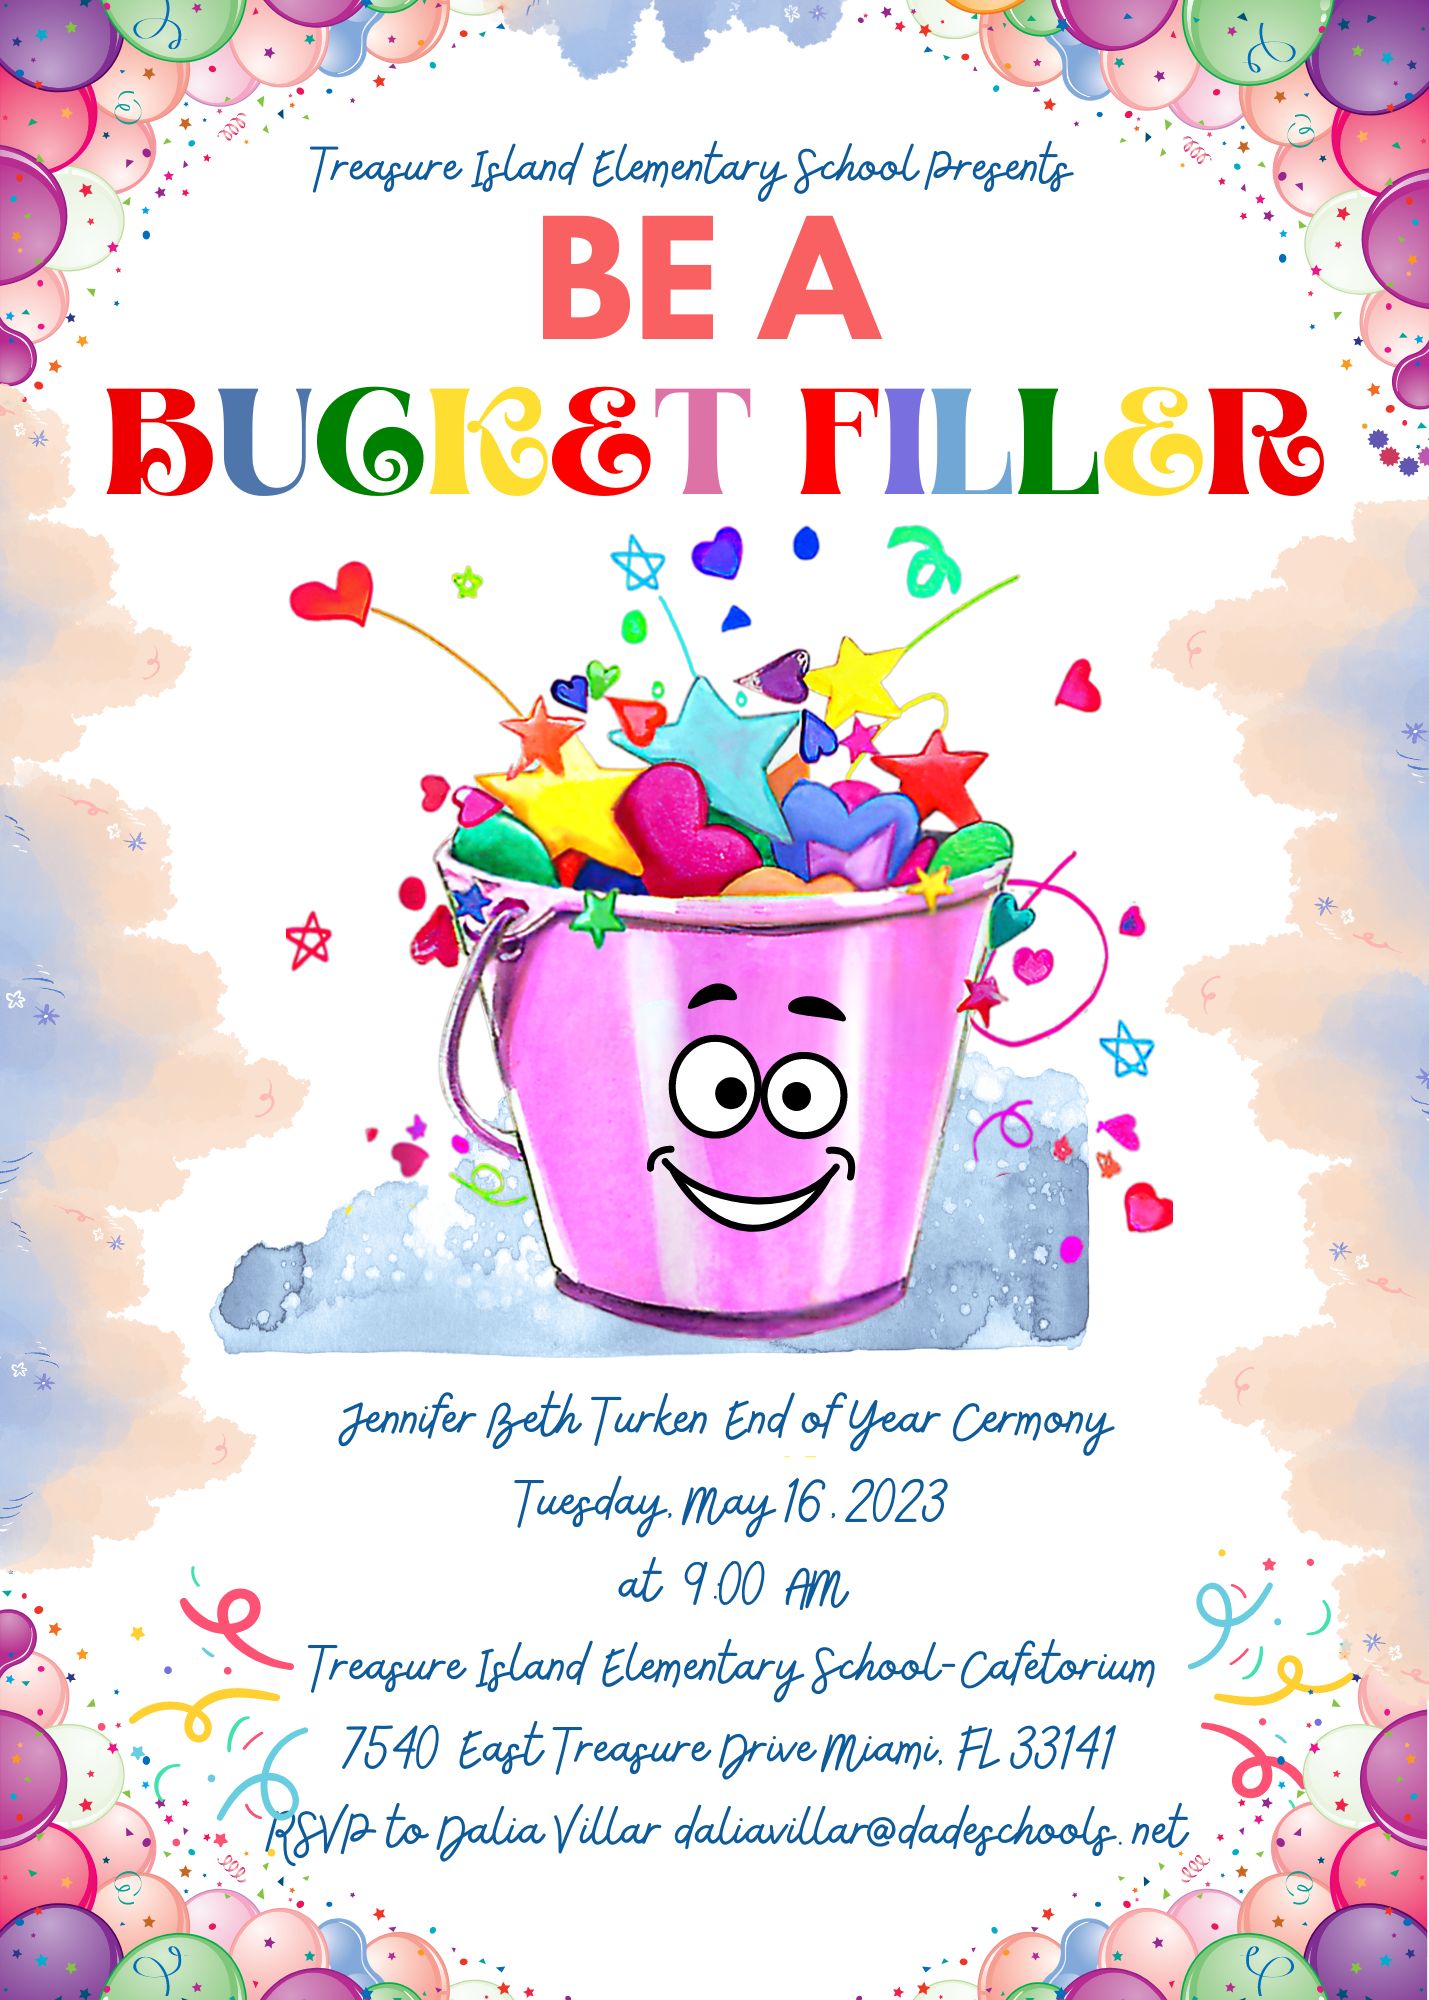 Treasure Island Elementary School Presents
BE A
BUCKET FILLER
Jennifer Beth Turken End of Year Cermony
Tuesday, May 16, 2023
at 9:00 AM
Treasure Island Elementary School-Cafetorium
7540 East Treasure Drive Miami, FL 33141
RSVP to Dalia Villar daliavillar@dadeschools.net